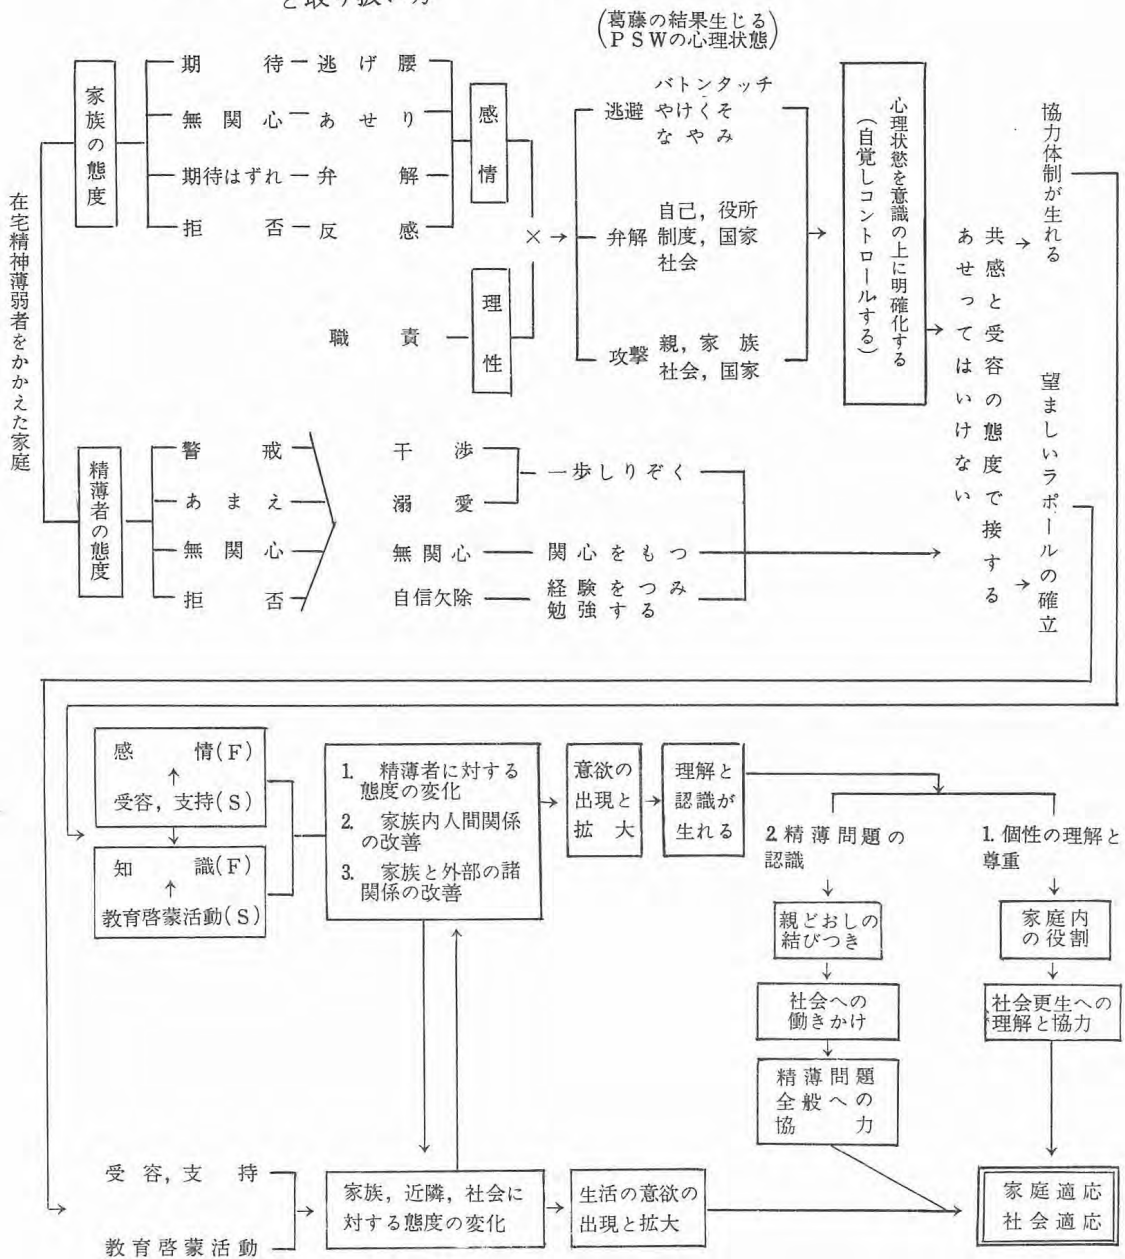 と取り扱い方
(葛藤の結果生じる
PSWの心理状態)
在宅精神薄弱者をかかえた家庭
家族の態度
期待―逃げ腰
無関心―あせり
期待はずれ―弁解
拒否―反感
感情
職責
理性
×
逃避
バトンタッチ
やけくそ
なやみ
弁解
自己，役所
制度，国家
社会
攻撃
親，家族
社会，国家
心理状態を意識の上に明確化する
(自覚しコントロールする)
共感と受容の態度で接する
あせってはいけない
協力体制が生れる
望ましいラポールの確立
精薄者の態度
警戒
あまえ
無関心
拒否
干渉
溺愛
一歩しりぞく
無関心
関心をもつ
自信欠除
経験をつみ
勉強する
感情(F)
↑
受容，支持(S)
↓
知識(F)
↑
教育啓蒙活動(S)
1. 精薄者に対する
態度の変化
2. 家族内人間関係
の改善
3. 家族と外部の諸
関係の改善
意欲の
出現と
拡大
理解と
認識が
生れる
2. 精薄問題の
認識
親どおしの
結びつき
社会への
働きかけ
精薄問題
全般への
協力
1. 個性の理解と
尊重
家庭内
の役割
社会更生への
理解と協力
受容，支持
教育啓蒙活動
家族，近隣，社会に
対する態度の変化
生活の意欲の
出現と拡大
家庭適応
社会適応